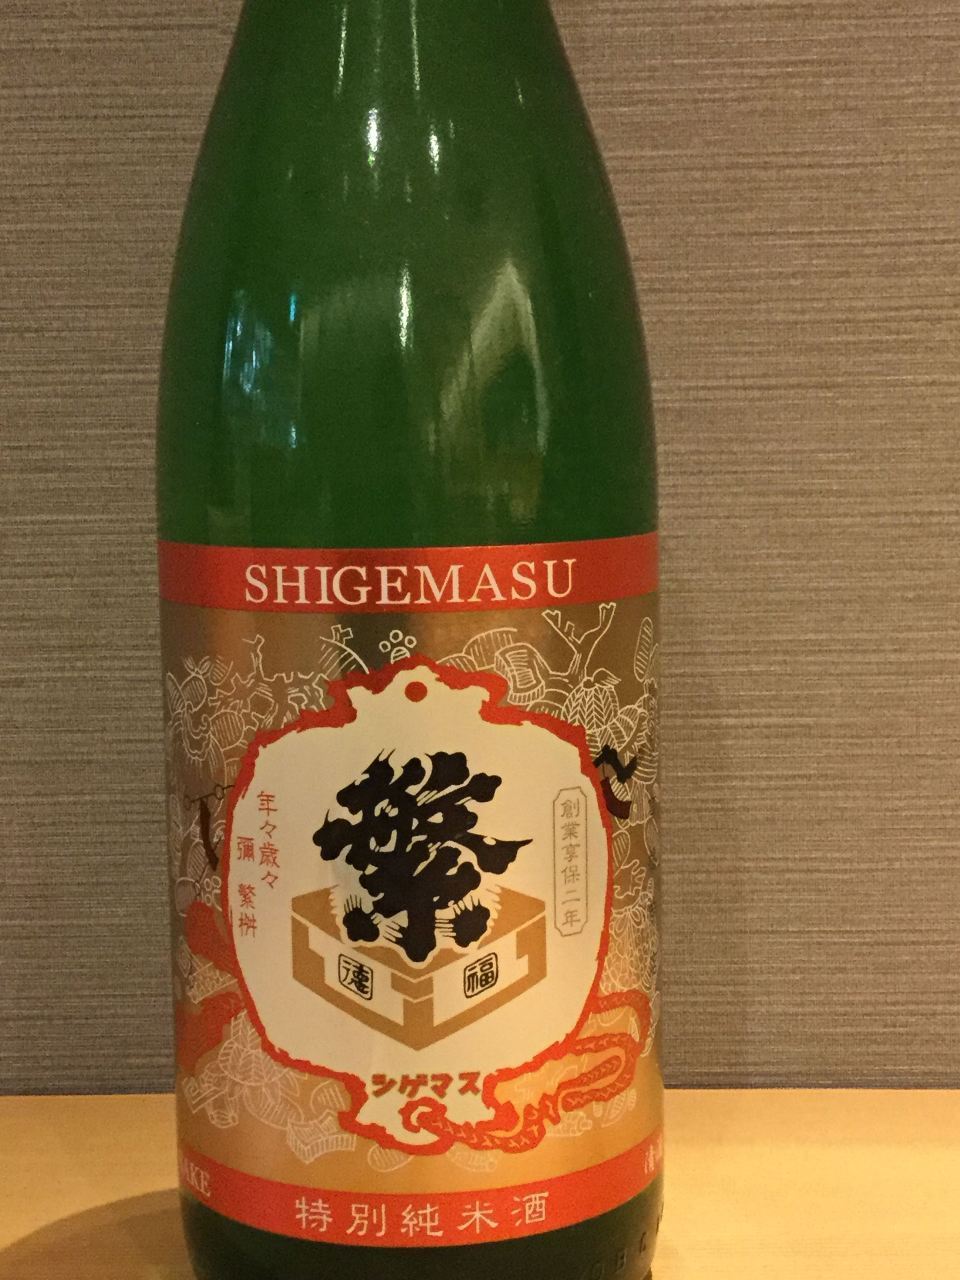 SHIGEMASU
繁
創業享保二年
年々歳々
彌繁桝
德
福
シゲマス
特別純米酒